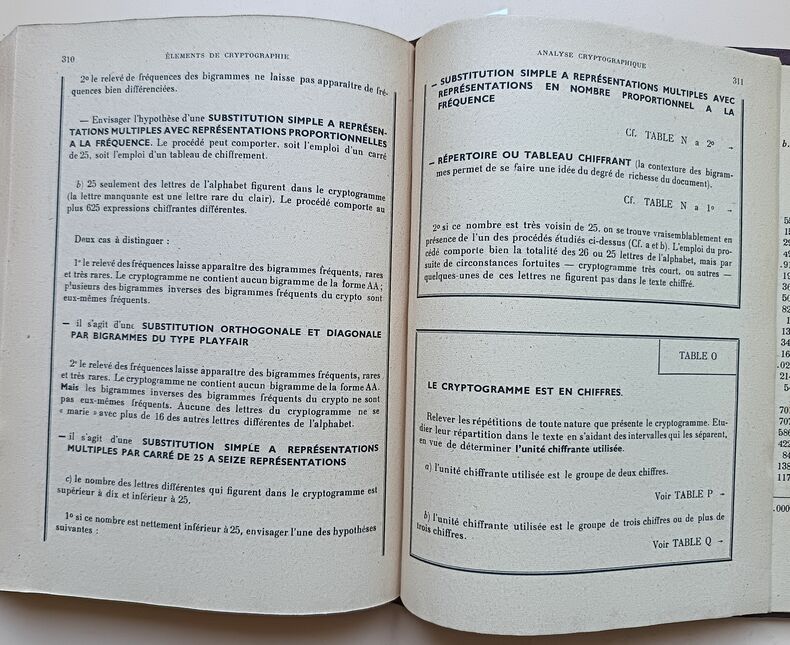 310
ÉLEMENTS DE CRYPTOGRAPHIE
2º le relevé de fréquences des bigrammes ne laisse pas apparaître de fré-
quences bien différenciées.
— Envisager l'hypothèse d'une SUBSTITUTION SIMPLE A REPRÉSEN-
TATIONS MULTIPLES AVEC REPRÉSENTATIONS PROPORTIONNELLES
A LA FRÉQUENCE. Le procédé peut comporter, soit l'emploi d'un carré
de 25, soit l'emploi d'un tableau de chiffrement.
b) 25 seulement des lettres de l'alphabet figurent dans le cryptogramme
(la lettre manquante est une lettre rare du clair). Le procédé comporte au
plus 625 expressions chiffrantes différentes.
Deux cas à distinguer :
1º le relevé des fréquences laisse apparaître des bigrammes fréquents, rares
et très rares. Le cryptogramme ne contient aucun bigramme de la forme AA;
plusieurs des bigrammes inverses des bigrammes fréquents du crypto sont
eux-mêmes fréquents.
— il s'agit d'une SUBSTITUTION ORTHOGONALE ET DIAGONALE
PAR BIGRAMMES DU TYPE PLAYFAIR
2º le relevé des fréquences laisse apparaître des bigrammes fréquents, rares
et très rares. Le cryptogramme ne contient aucun bigramme de la forme AA.
Mais les bigrammes inverses des bigrammes fréquents du crypto ne sont
pas eux-mêmes fréquents. Aucune des lettres du cryptogramme ne se
« marie » avec plus de 16 des autres lettres différentes de l'alphabet.
— il s'agit d'une SUBSTITUTION SIMPLE A REPRÉSENTATIONS
MULTIPLES PAR CARRÉ DE 25 A SEIZE REPRÉSENTATIONS
c) le nombre des lettres différentes qui figurent dans le cryptogramme est
supérieur à dix et inférieur à 25,
1º si ce nombre est nettement inférieur à 25, envisager l'une des hypothèses
suivantes :
ANALYSE CRYPTOGRAPHIQUE
311
— SUBSTITUTION SIMPLE A REPRÉSENTATIONS MULTIPLES AVEC
REPRÉSENTATIONS EN NOMBRE PROPORTIONNEL A LA
FRÉQUENCE
Cf. TABLE N a 2º →
— RÉPERTOIRE OU TABLEAU CHIFFRANT (la contexture des bigram-
mes permet de se faire une idée du degré de richesse du document).
Cf. TABLE N a 1º →
2º si ce nombre est très voisin de 25, on se trouve vraisemblablement en
présence de l'un des procédés étudiés ci-dessus (Cf. a et b). L'emploi du pro-
cédé comporte bien la totalité des 26 ou 25 lettres de l'alphabet, mais par
suite de circonstances fortuites — cryptogramme très court, ou autres —
quelques-unes de ces lettres ne figurent pas dans le texte chiffré.
TABLE O
LE CRYPTOGRAMME EST EN CHIFFRES.
Relever les répétitions de toute nature que présente le cryptogramme. Etu-
dier leur répartition dans le texte en s'aidant des intervalles qui les séparent,
en vue de déterminer l'unité chiffrante utilisée.
a) l'unité chiffrante utilisée est le groupe de deux chiffres.
Voir TABLE P →
b) l'unité chiffrante utilisée est le groupe de trois chiffres ou de plus de
trois chiffres.
Voir TABLE Q →